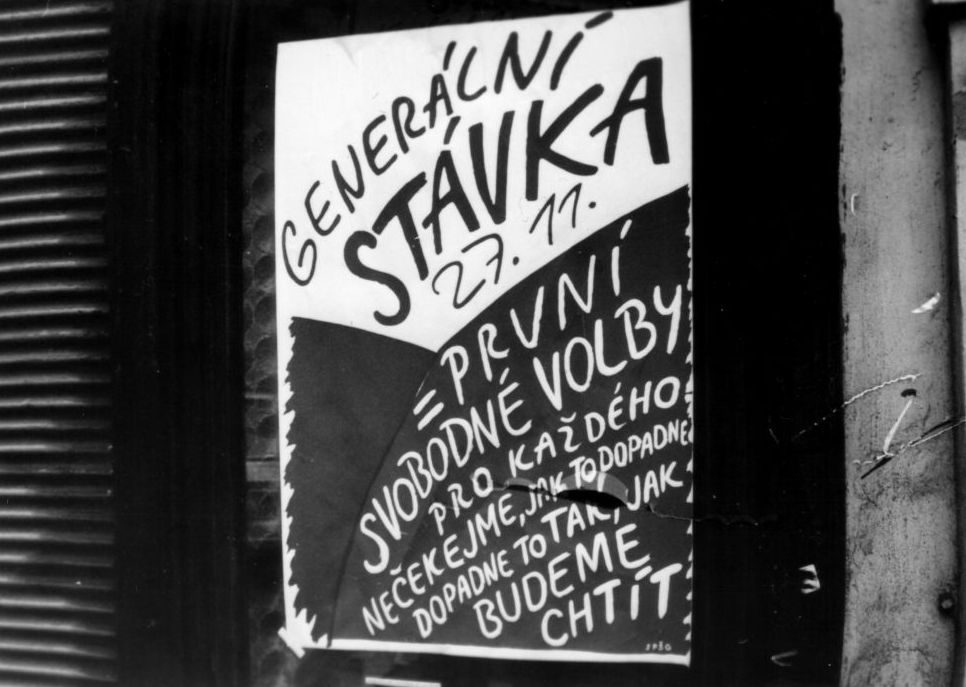 GENERÁLNÍ
STÁVKA
27. 11.
= PRVNÍ
SVOBODNÉ VOLBY
PRO KAŽDÉHO
NEČEKEJME, JAK TO DOPADNE
DOPADNE TO TAK, JAK
BUDEME
CHTÍT